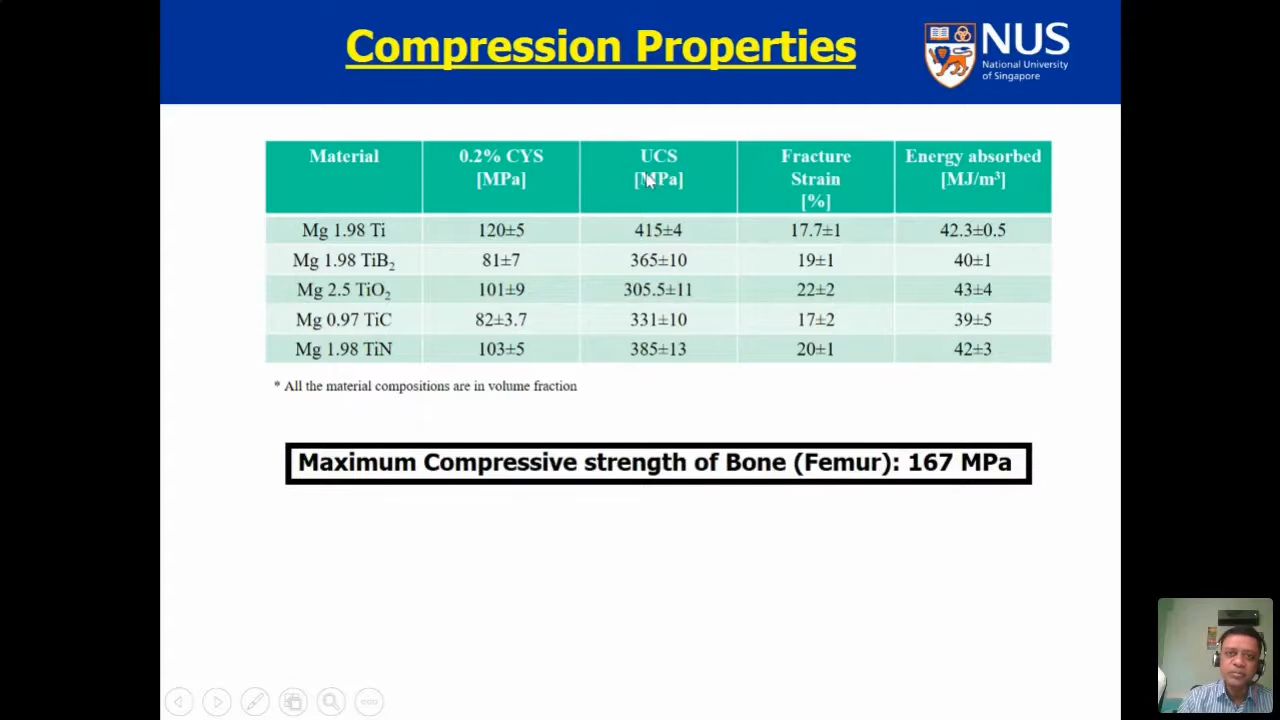 Compression Properties
NUS
National University
of Singapore
Material 0.2% CYS [MPa] UCS [MPa] Fracture Strain [%] Energy absorbed [MJ/m³]
Mg 1.98 Ti 120±5 415±4 17.7±1 42.3±0.5
Mg 1.98 TiB₂ 81±7 365±10 19±1 40±1
Mg 2.5 TiO₂ 101±9 305.5±11 22±2 43±4
Mg 0.97 TiC 82±3.7 331±10 17±2 39±5
Mg 1.98 TiN 103±5 385±13 20±1 42±3
* All the material compositions are in volume fraction
Maximum Compressive strength of Bone (Femur): 167 MPa